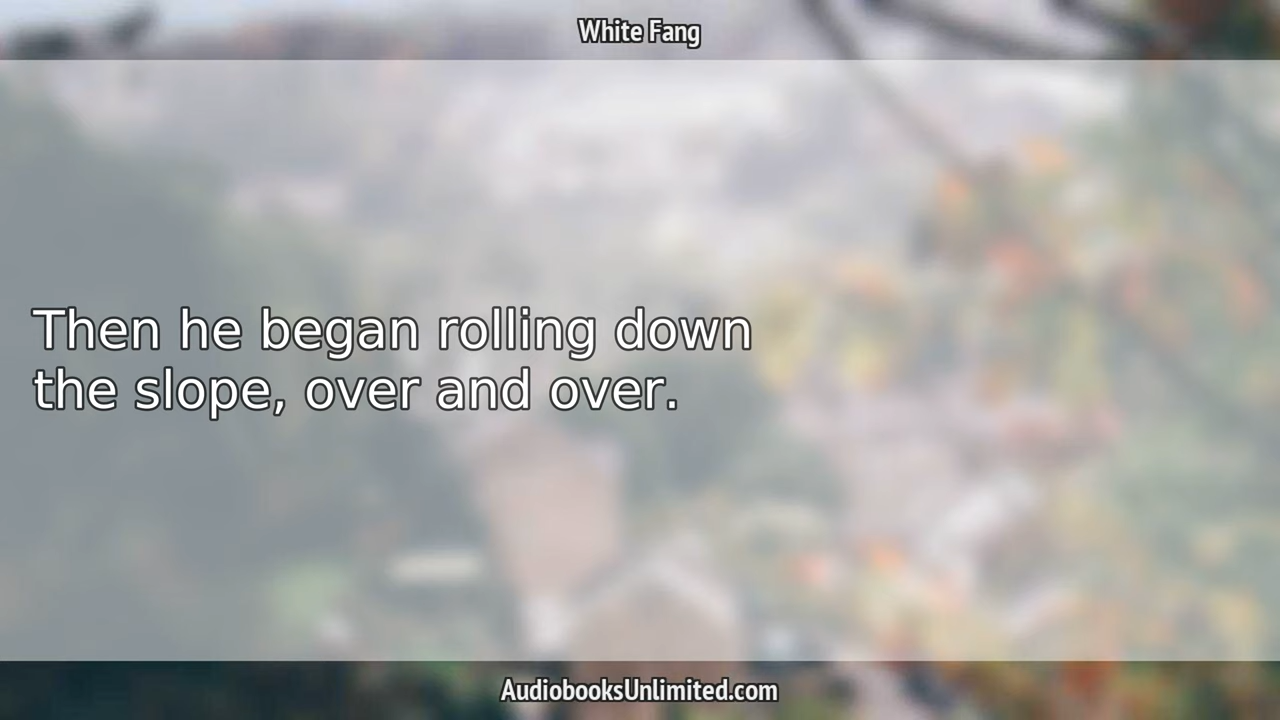 White Fang
Then he began rolling down
the slope, over and over.
AudiobooksUnlimited.com